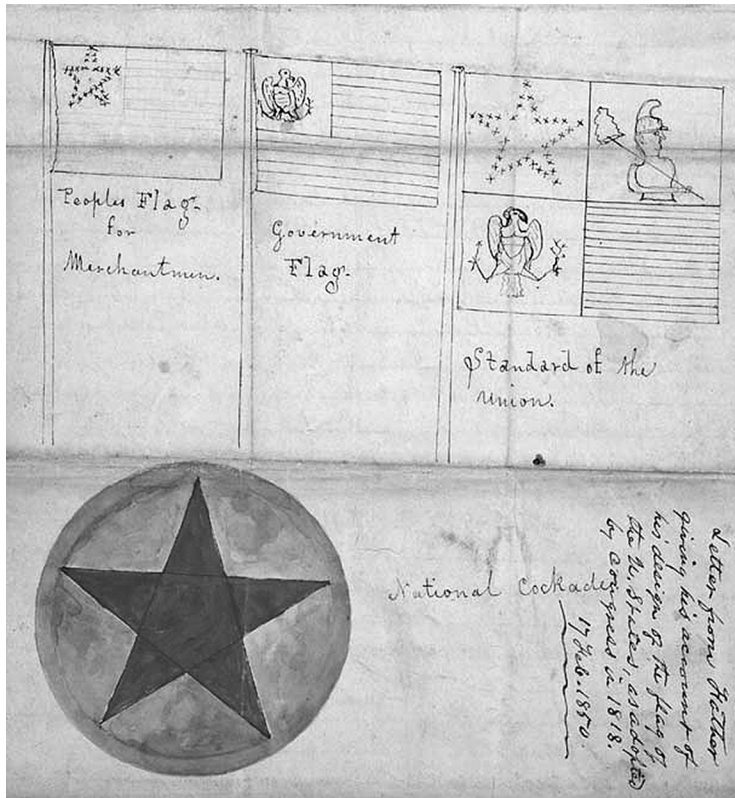 Peoples Flag
for
Merchantmen.
Government
Flag.
Standard of the
Union.
National Cockade
Letter from Father
giving his account of
his design of the flag of
the U. States, as adopted
by Congress in 1818.
17 Feb. 1850.